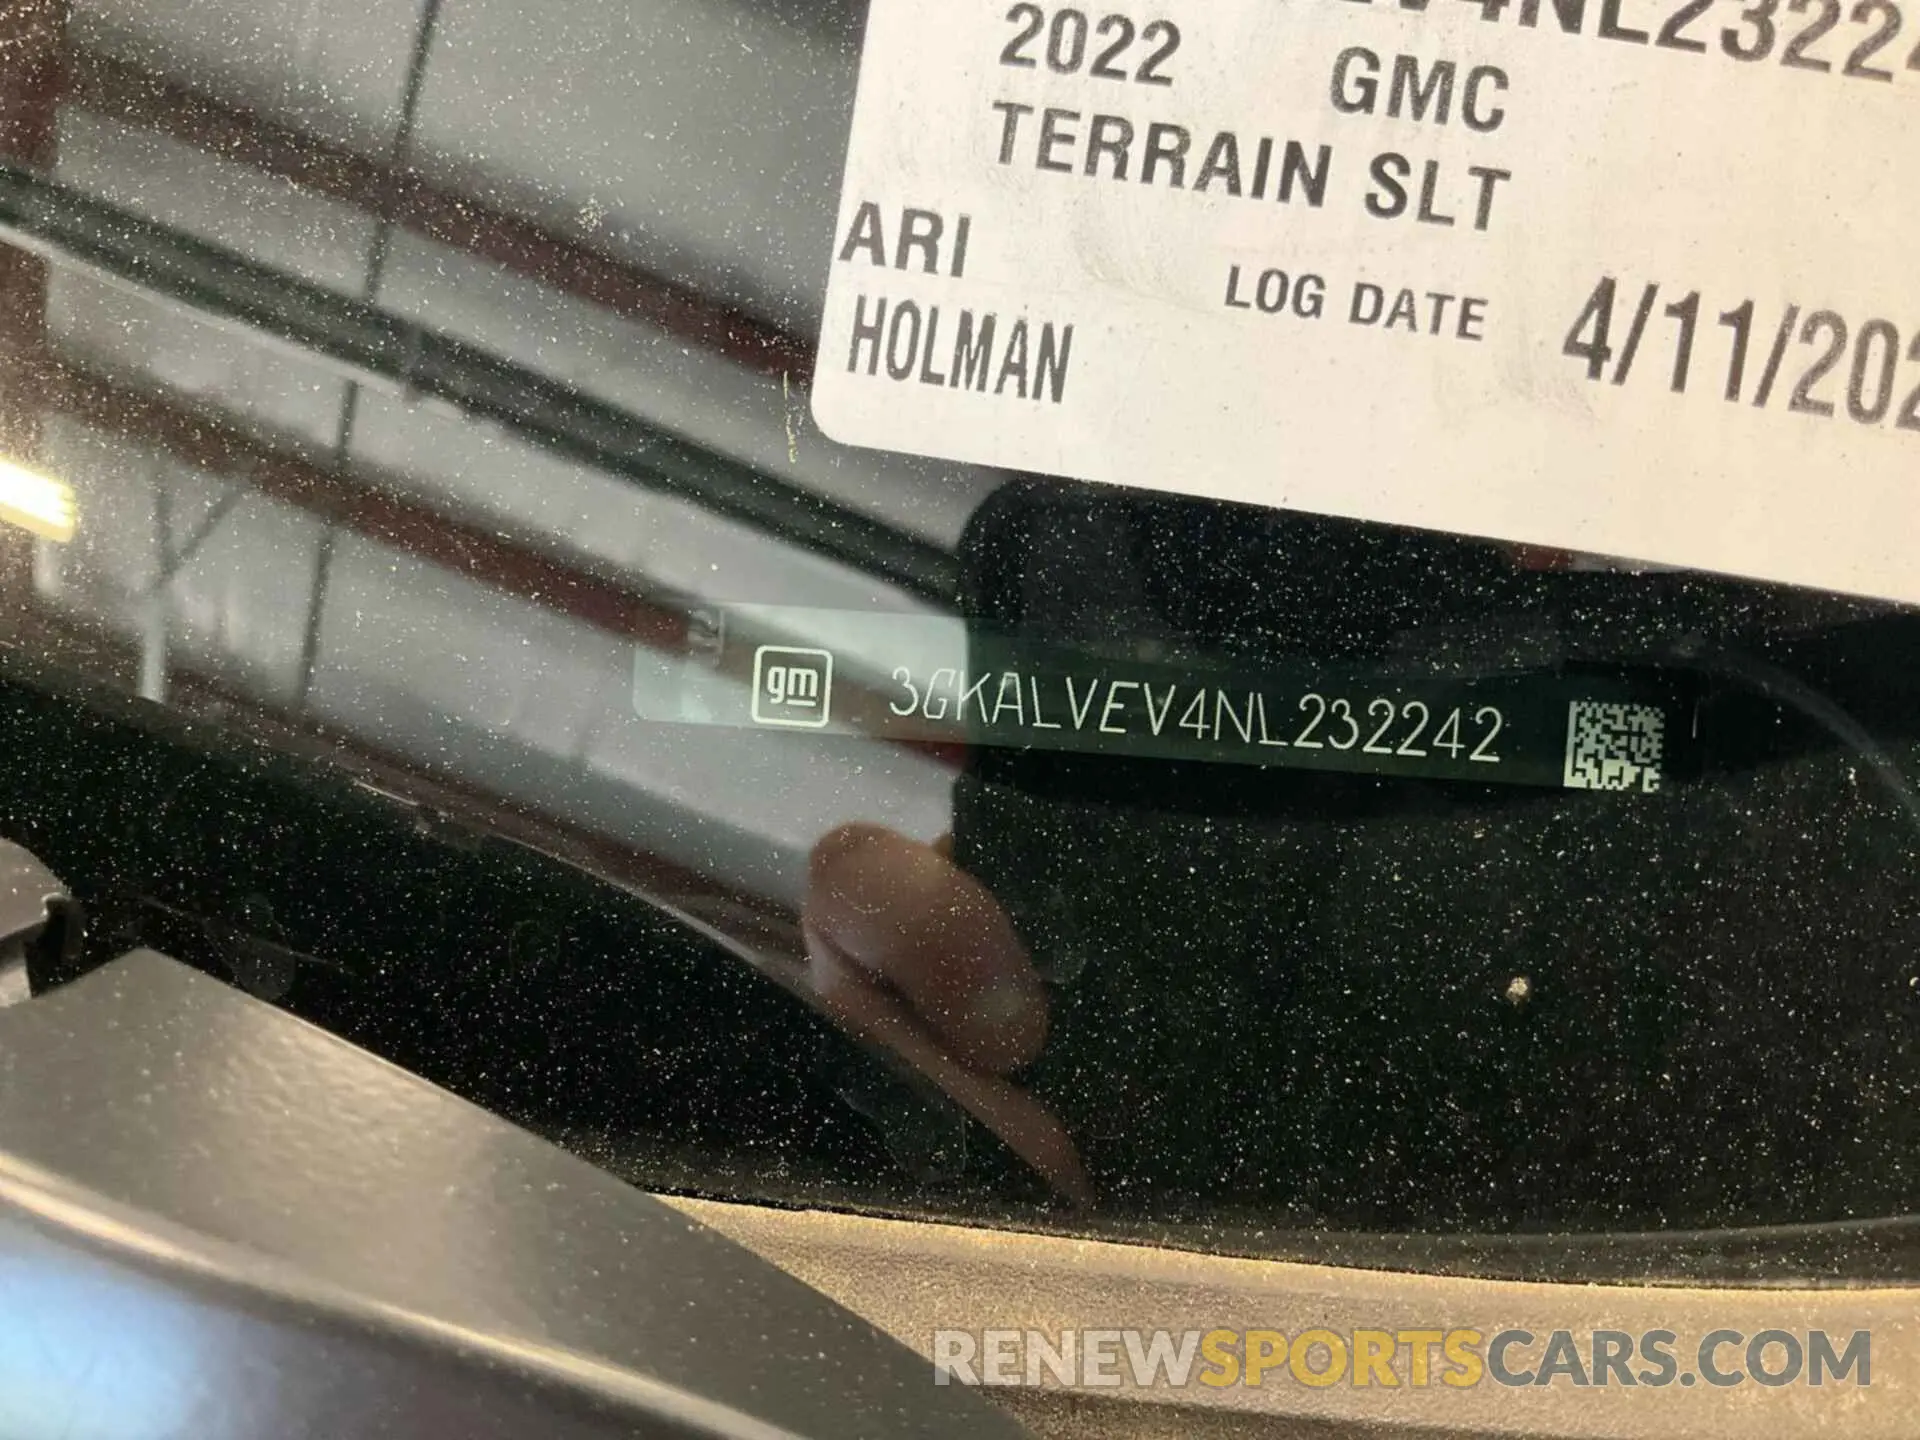 2022 GMC
TERRAIN SLT
ARI LOG DATE 4/11/202
HOLMAN
gm 3GKALVEV4NL232242
RENEWSPORTSCARS.COM